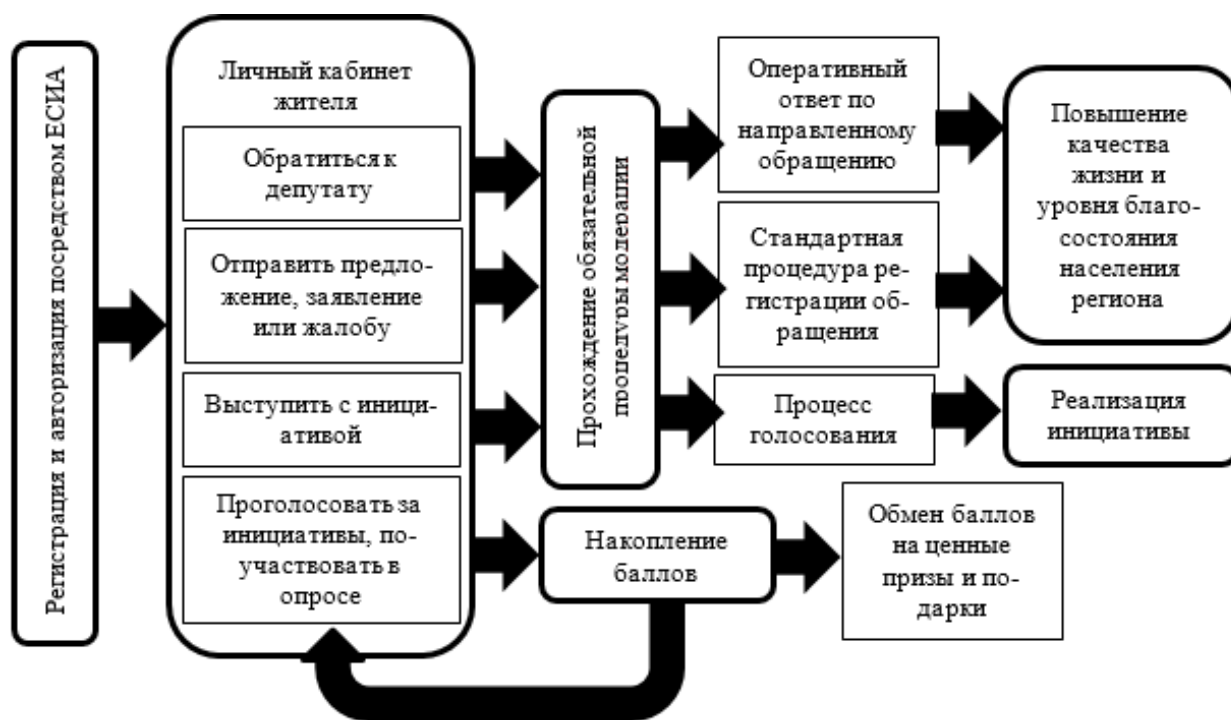 Регистрация и авторизация посредством ЕСИА
Личный кабинет
жителя
Обратиться к
депутату
Отправить предло-
жение, заявление
или жалобу
Выступить с иници-
ативой
Проголосовать за
инициативы, по-
участвовать в
опросе
Прохождение обязательной
процедуры модерации
Накопление
баллов
Оперативный
ответ по
направленному
обращению
Стандартная
процедура ре-
гистрации об-
ращения
Процесс
голосования
Обмен баллов
на ценные
призы и по-
дарки
Повышение
качества
жизни и
уровня благо-
состояния
населения
региона
Реализация
инициативы